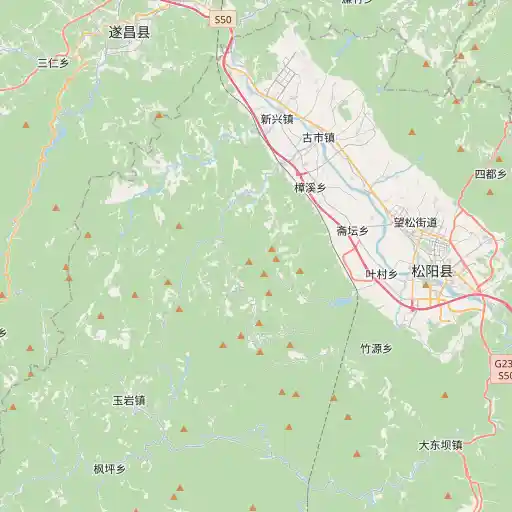 S50
遂昌县
三仁乡
新兴镇
古市镇
四都乡
樟溪乡
望松街道
斋坛乡
叶村乡
松阳县
竹源乡
G23
S50
玉岩镇
大东坝镇
枫坪乡